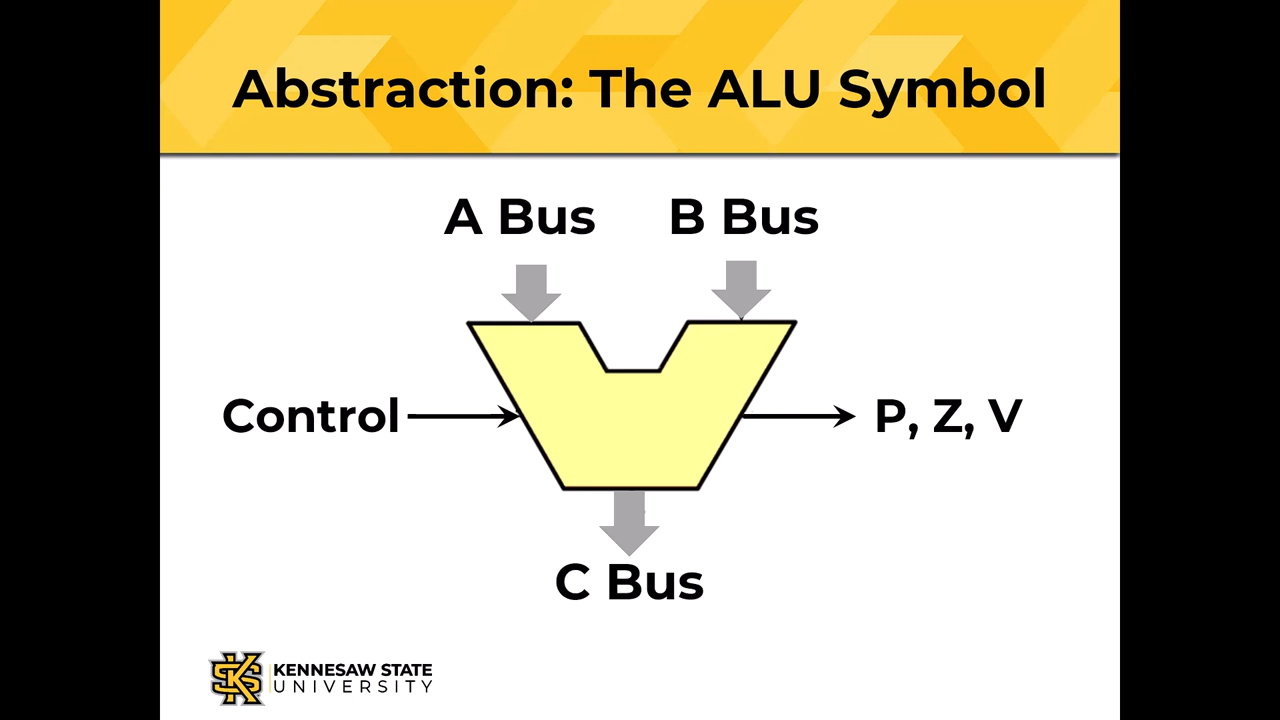 Abstraction: The ALU Symbol
A Bus B Bus
Control P, Z, V
C Bus
KENNESAW STATE
UNIVERSITY